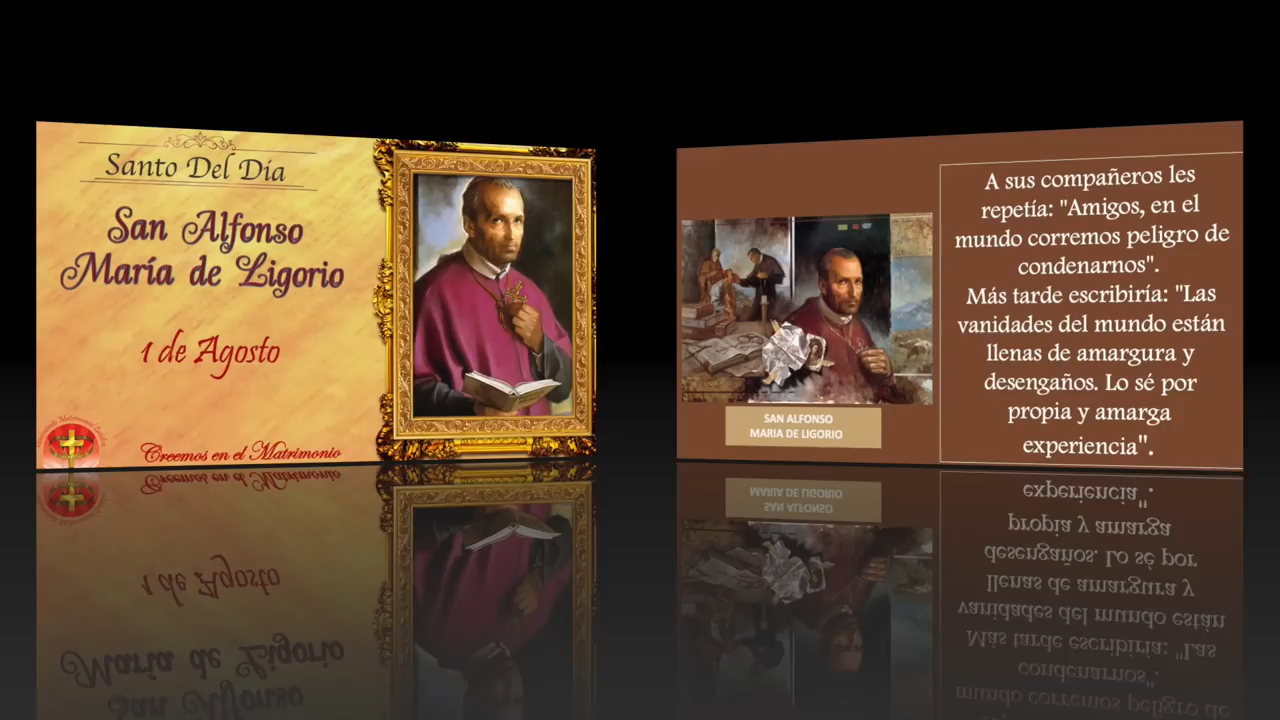 Santo Del Día
San Alfonso
María de Ligorio
1 de Agosto
Creemos en el Matrimonio
A sus compañeros les
repetía: "Amigos, en el
mundo corremos peligro de
condenarnos".
Más tarde escribiría: "Las
vanidades del mundo están
llenas de amargura y
desengaños. Lo sé por
propia y amarga
experiencia".
SAN ALFONSO
MARIA DE LIGORIO